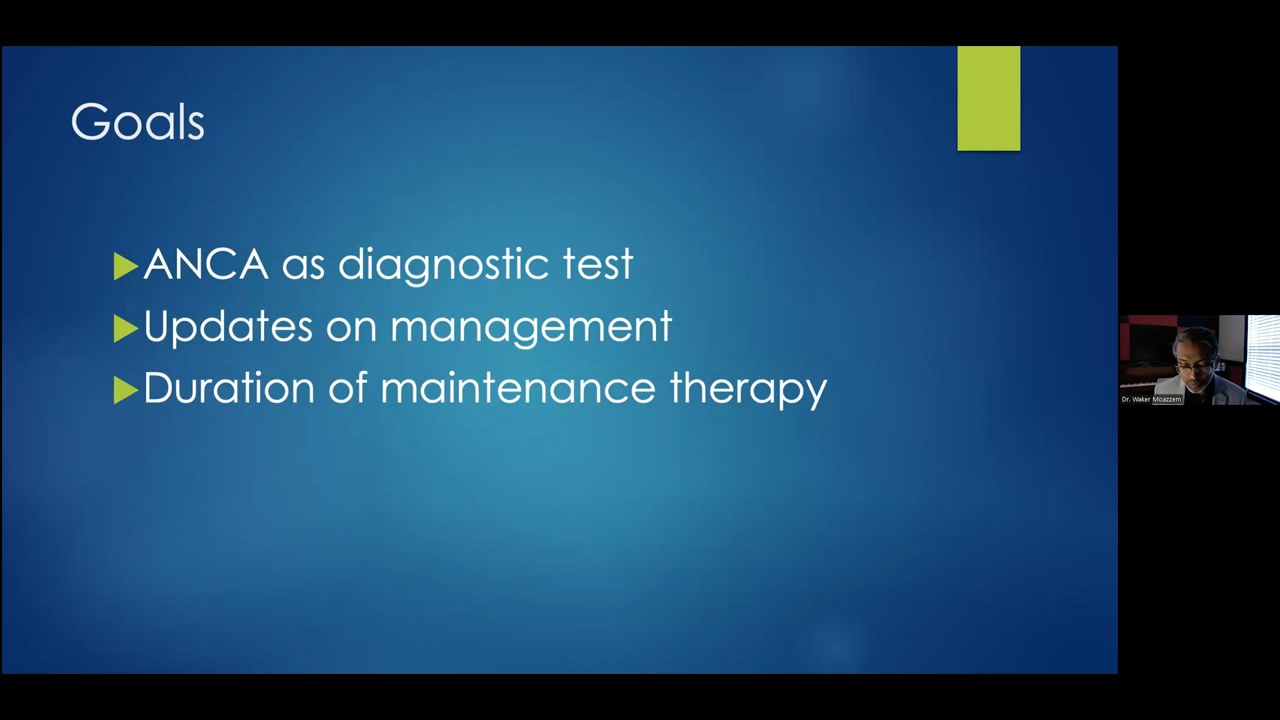 Goals
ANCA as diagnostic test
Updates on management
Duration of maintenance therapy
Dr. Waker Moazzem